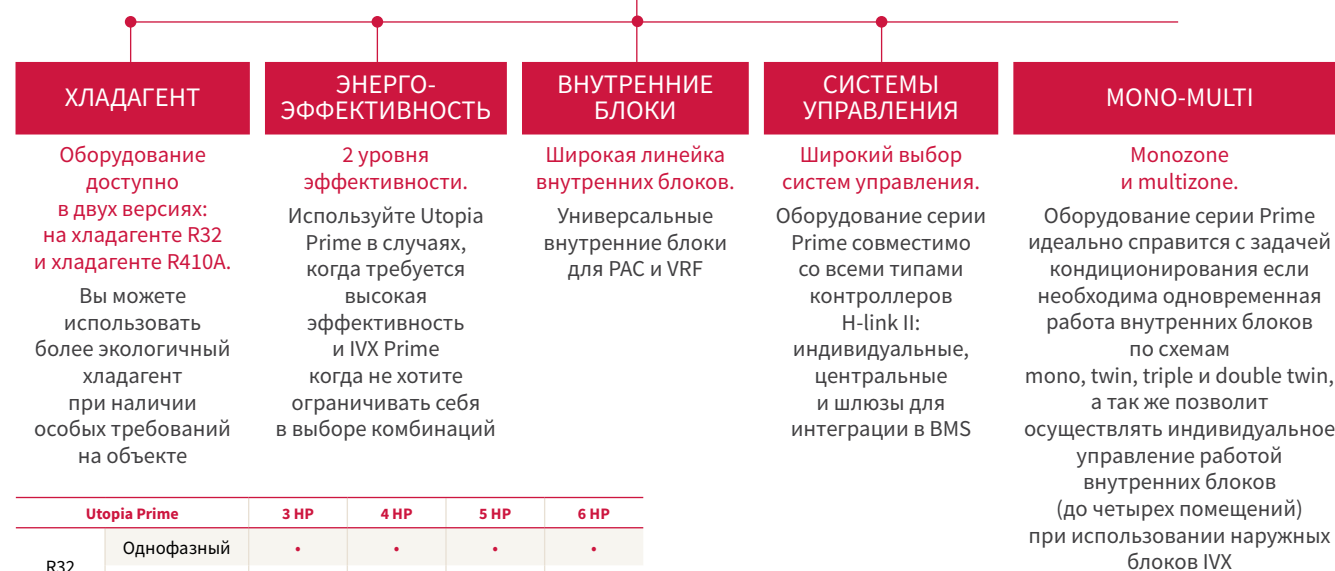 ХЛАДАГЕНТ
Оборудование
доступно
в двух версиях:
на хладагенте R32
и хладагенте R410A.
Вы можете
использовать
более экологичный
хладагент
при наличии
особых требований
на объекте
ЭНЕРГО-
ЭФФЕКТИВНОСТЬ
2 уровня
эффективности.
Используйте Utopia
Prime в случаях,
когда требуется
высокая
эффективность
и IVX Prime
когда не хотите
ограничивать себя
в выборе комбинаций
ВНУТРЕННИЕ
БЛОКИ
Широкая линейка
внутренних блоков.
Универсальные
внутренние блоки
для PAC и VRF
СИСТЕМЫ
УПРАВЛЕНИЯ
Широкий выбор
систем управления.
Оборудование серии
Prime совместимо
со всеми типами
контроллеров
H-link II:
индивидуальные,
центральные
и шлюзы для
интеграции в BMS
MONO-MULTI
Monozone
и multizone.
Оборудование серии Prime
идеально справится с задачей
кондиционирования если
необходима одновременная
работа внутренних блоков
по схемам
mono, twin, triple и double twin,
а так же позволит
осуществлять индивидуальное
управление работой
внутренних блоков
(до четырех помещений)
при использовании наружных
блоков IVX
Utopia Prime 3 HP 4 HP 5 HP 6 HP
Однофазный • • • •
R32